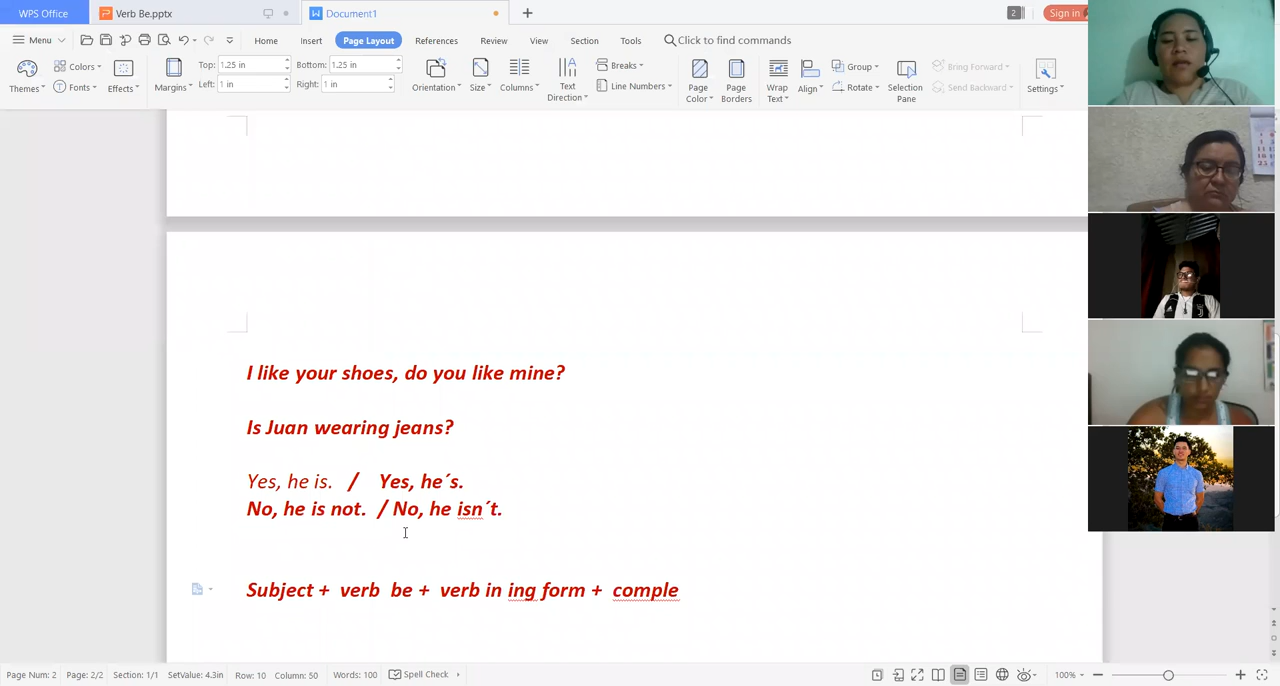 WPS Office
Verb Be.pptx
Document1
2
Sign in
Menu
Home
Insert
Page Layout
References
Review
View
Section
Tools
Click to find commands
Themes
Colors
Fonts
Effects
Margins
Top: 1.25 in
Bottom: 1.25 in
Left: 1 in
Right: 1 in
Orientation
Size
Columns
Text
Direction
Breaks
Line Numbers
Page
Color
Page
Borders
Wrap
Text
Align
Group
Rotate
Selection
Pane
Bring Forward
Send Backward
Settings
I like your shoes, do you like mine?
Is Juan wearing jeans?
Yes, he is. / Yes, he´s.
No, he is not. / No, he isn´t.
Subject + verb be + verb in ing form + comple
Page Num: 2 Page: 2/2 Section: 1/1 SetValue: 4.3in Row: 10 Column: 50 Words: 100 Spell Check 100%